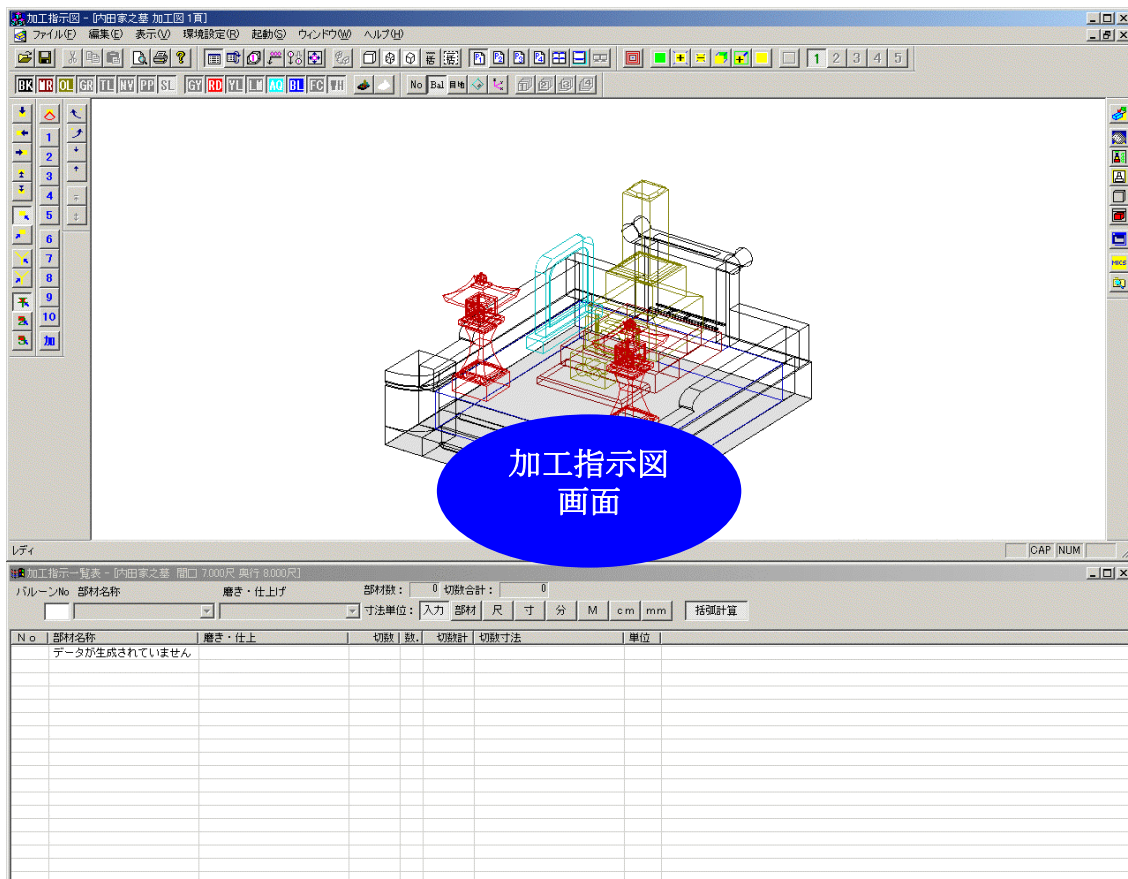 加工指示図 - [内田家之墓 加工図 1頁]
ファイル(F) 編集(E) 表示(V) 環境設定(R) 起動(S) ウィンドウ(W) ヘルプ(H)
1 2 3 4 5
BK MR OL GR TL NV PP SL GY RD YL LM AQ BL FC WH No Bal 目地
1
2
3
4
5
6
7
8
9
10
加
MICS
加工指示図
画面
レディ CAP NUM
加工指示一覧表 - [内田家之墓 間口 7.000尺 奥行 8.000尺]
バルーンNo 部材名称 磨き・仕上げ 部材数： 0 切数合計： 0
寸法単位： 入力 部材 尺 寸 分 M cm mm 括弧計算
No 部材名称 磨き・仕上 切数 数. 切数計 切数寸法 単位
データが生成されていません